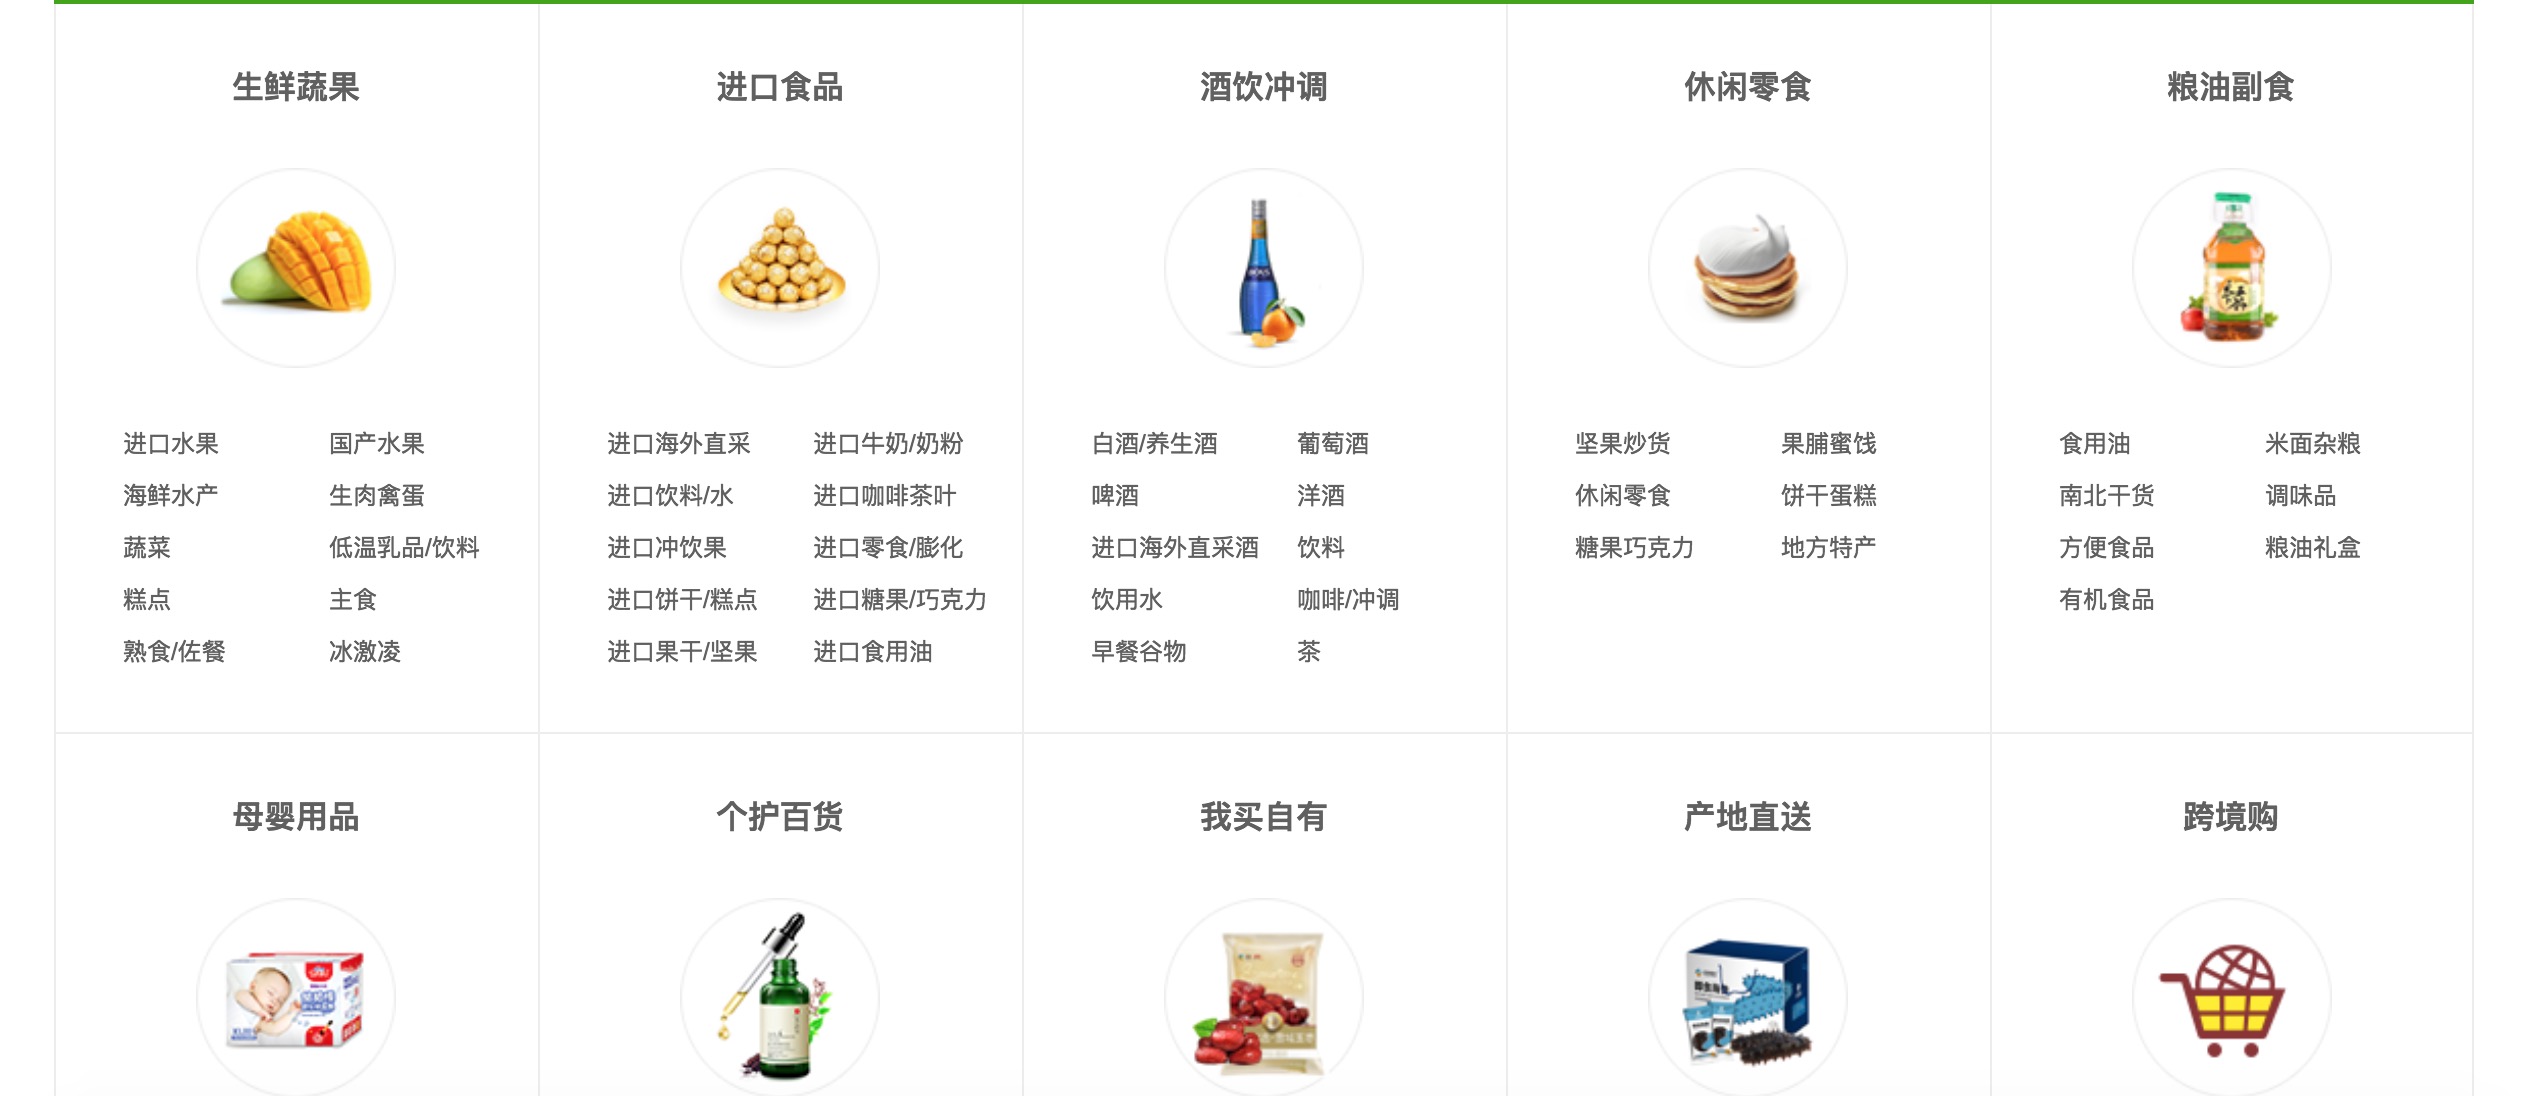 生鲜蔬果
进口水果 国产水果
海鲜水产 生肉禽蛋
蔬菜 低温乳品/饮料
糕点 主食
熟食/佐餐 冰激凌
进口食品
进口海外直采 进口牛奶/奶粉
进口饮料/水 进口咖啡茶叶
进口冲饮果 进口零食/膨化
进口饼干/糕点 进口糖果/巧克力
进口果干/坚果 进口食用油
酒饮冲调
白酒/养生酒 葡萄酒
啤酒 洋酒
进口海外直采酒 饮料
饮用水 咖啡/冲调
早餐谷物 茶
休闲零食
坚果炒货 果脯蜜饯
休闲零食 饼干蛋糕
糖果巧克力 地方特产
粮油副食
食用油 米面杂粮
南北干货 调味品
方便食品 粮油礼盒
有机食品
母婴用品
个护百货
我买自有
产地直送
跨境购